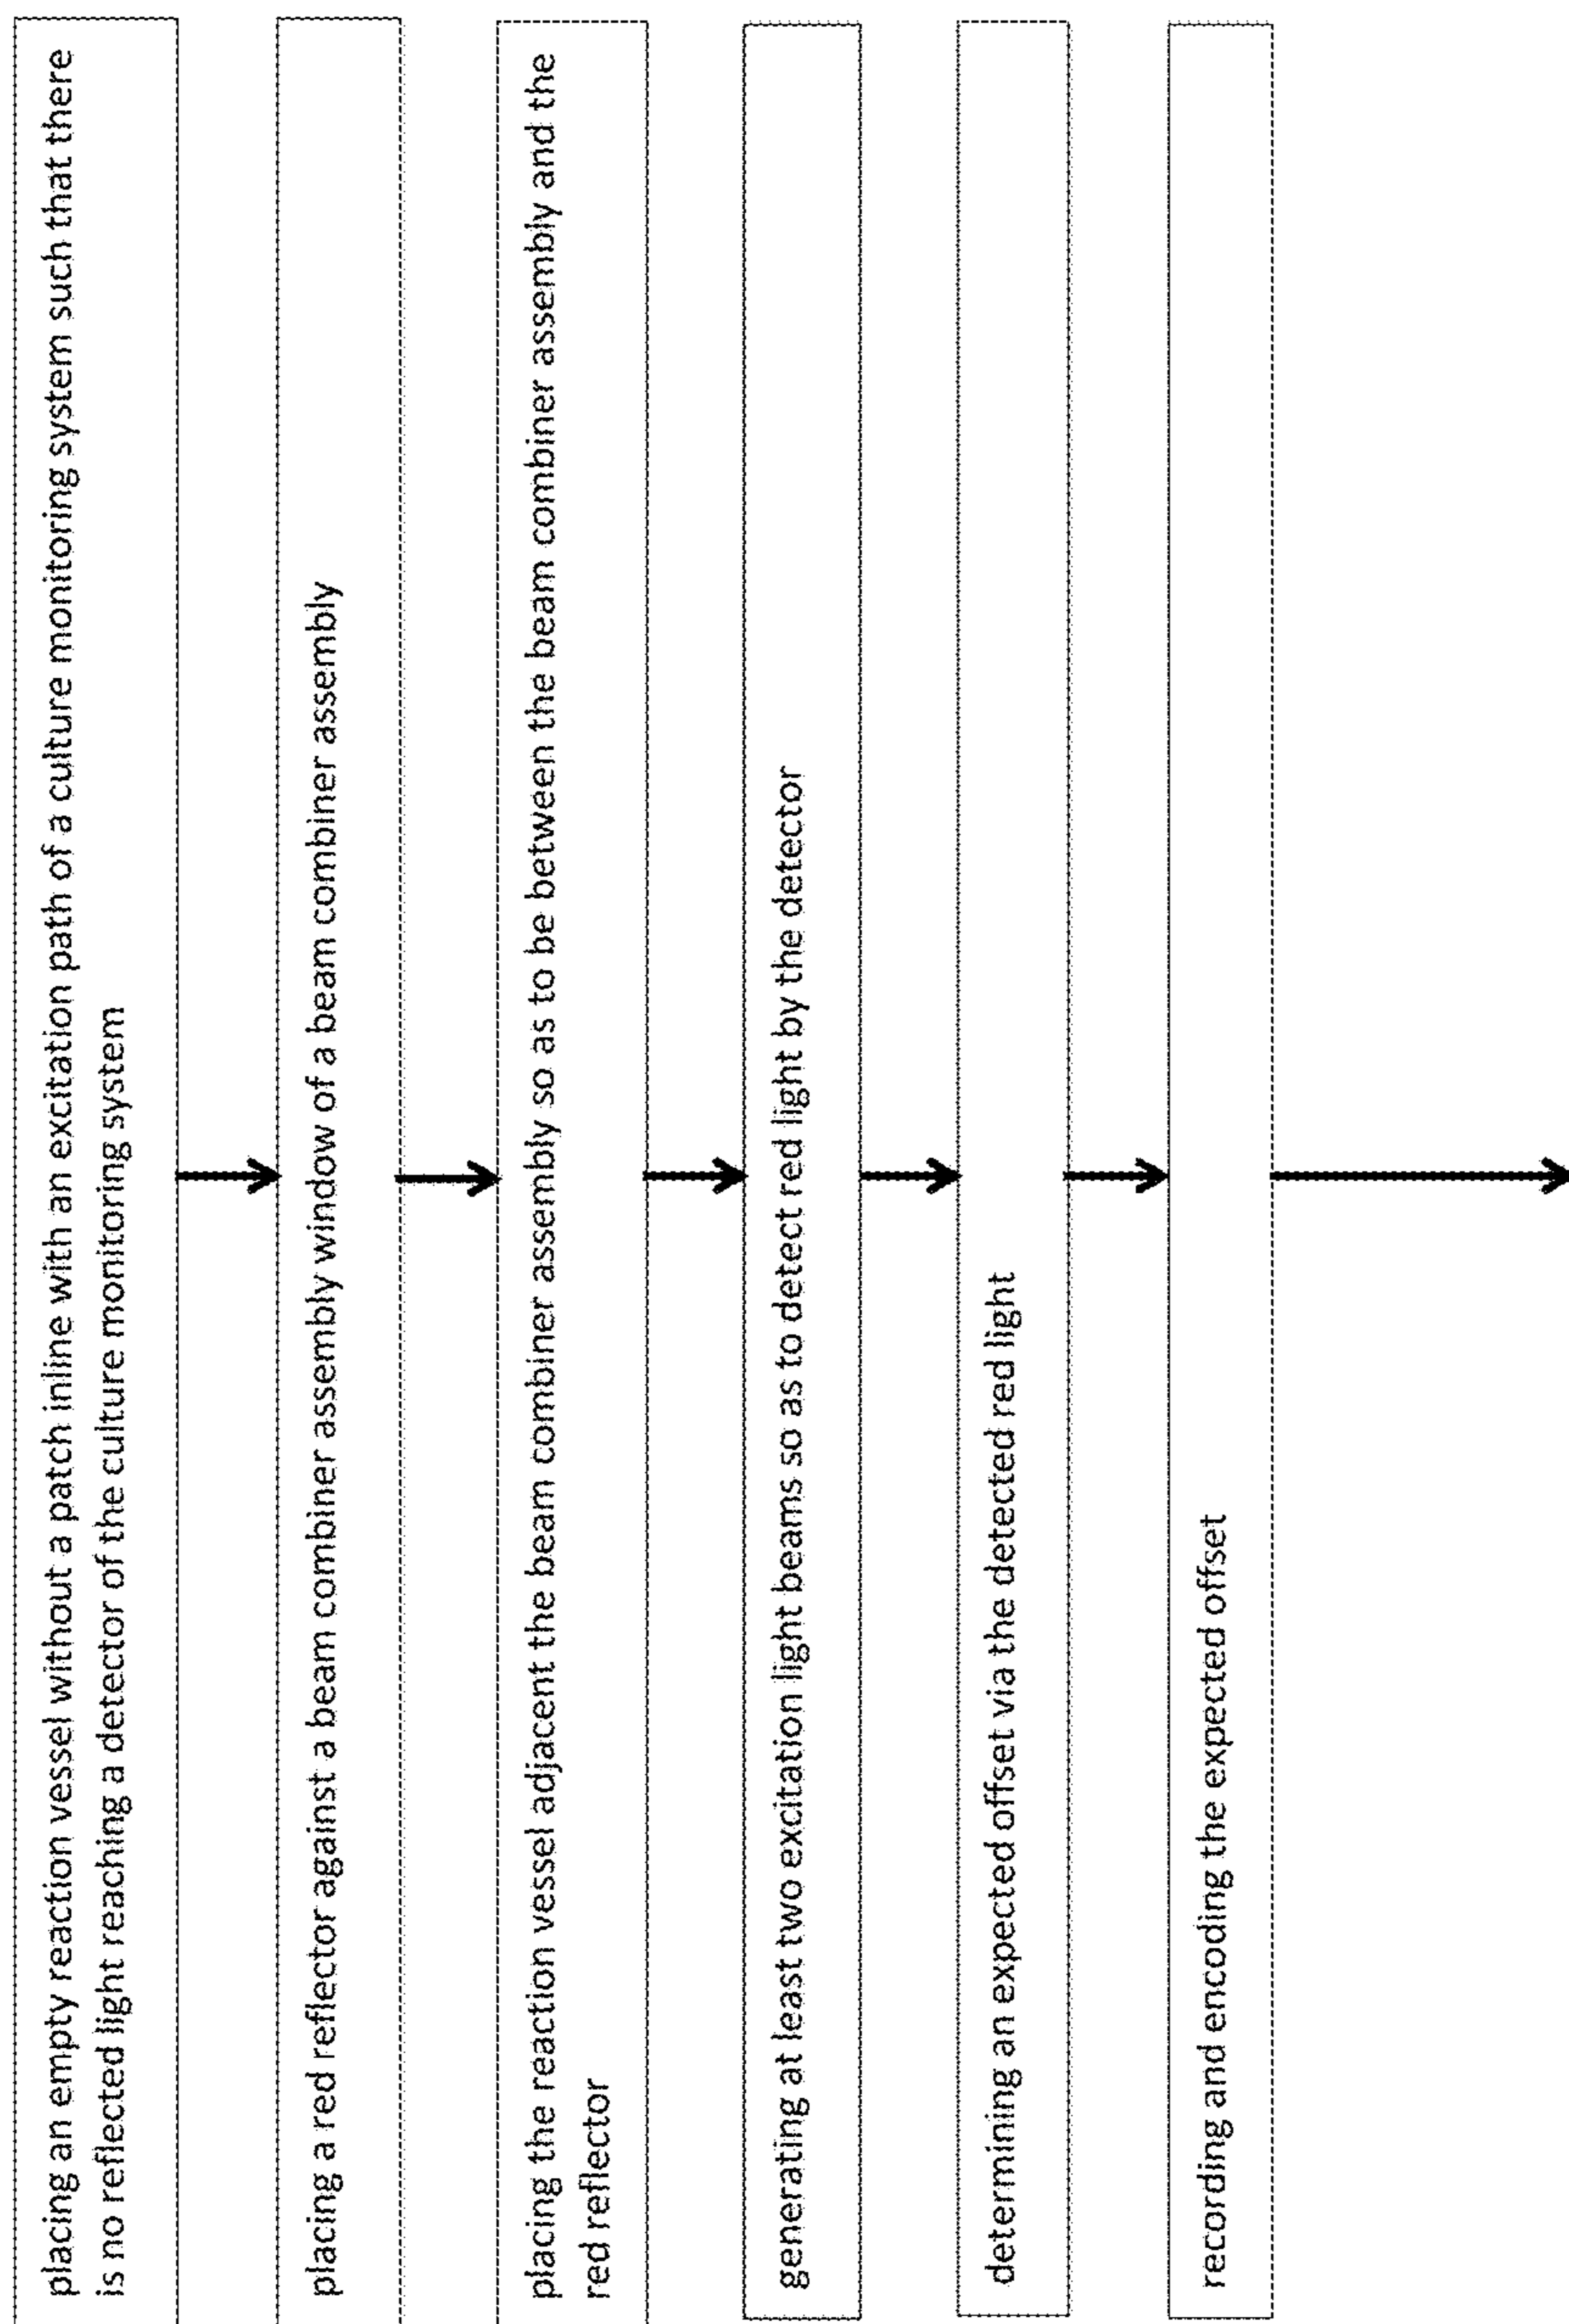 placing an empty reaction vessel without a patch inline with an excitation path of a culture monitoring system such that there
is no reflected light reaching a detector of the culture monitoring system
placing a red reflector against a beam combiner assembly window of a beam combiner assembly
placing the reaction vessel adjacent the beam combiner assembly so as to be between the beam combiner assembly and the
red reflector
generating at least two excitation light beams so as to detect red light by the detector
determining an expected offset via the detected red light
recording and encoding the expected offset